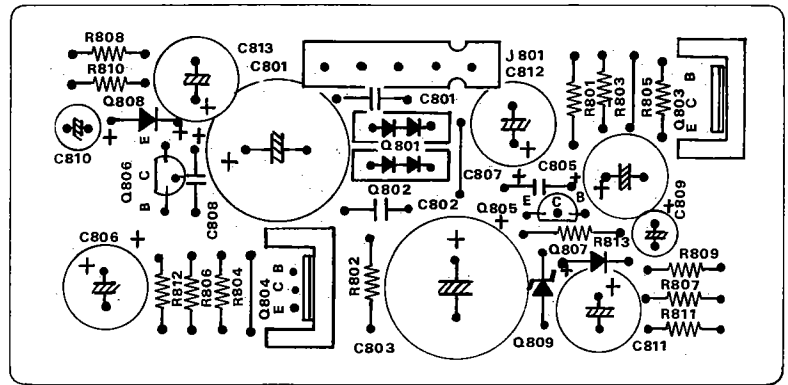 R808
R810
Q808
C810
C813
C801
J801
C812
C801
Q801
Q802
C802
C807
C805
R801
R803
R805
Q803
B
C
E
E
C
B
Q806
C808
C806
R812
R806
R804
Q804
B
C
E
R802
C803
Q805
E
C
B
Q807
R813
C809
R809
R807
R811
C811
Q809